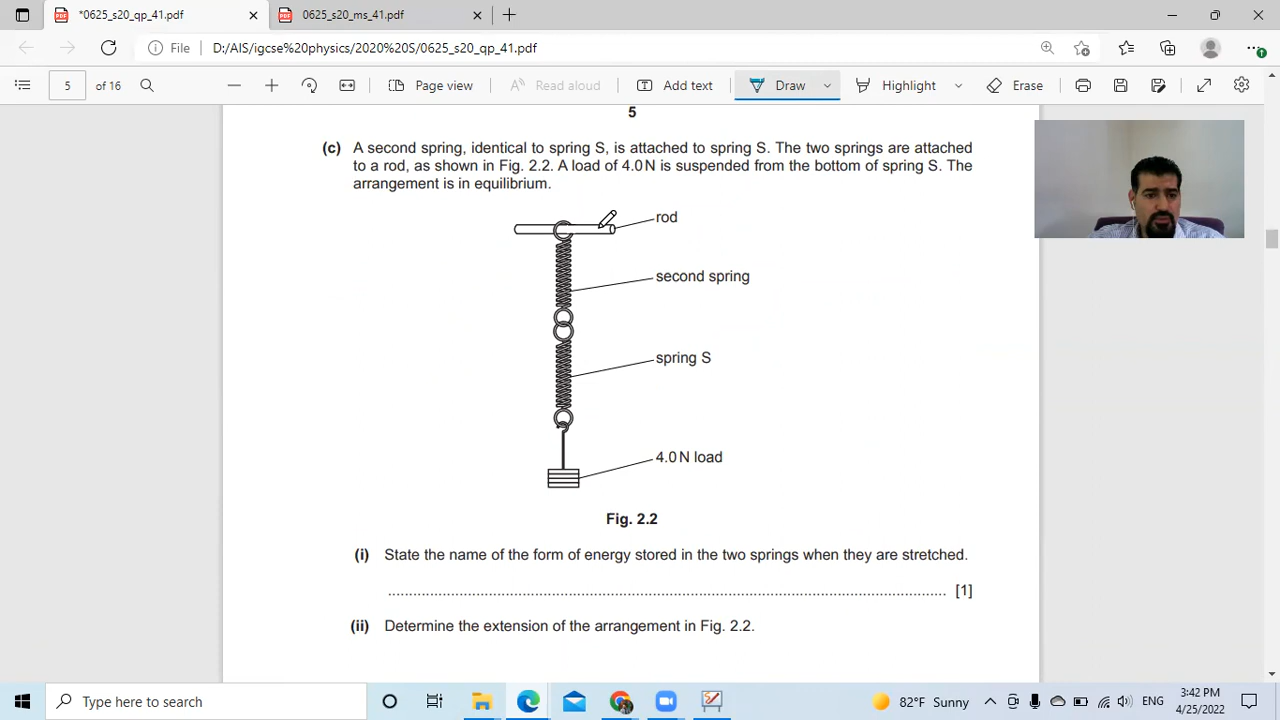 *0625_s20_qp_41.pdf
0625_s20_ms_41.pdf
File
D:/AIS/igcse%20physics/2020%20S/0625_s20_qp_41.pdf
5
of 16
Page view
Read aloud
Add text
Draw
Highlight
Erase
5
(c) A second spring, identical to spring S, is attached to spring S. The two springs are attached
to a rod, as shown in Fig. 2.2. A load of 4.0 N is suspended from the bottom of spring S. The
arrangement is in equilibrium.
rod
second spring
spring S
4.0 N load
Fig. 2.2
(i) State the name of the form of energy stored in the two springs when they are stretched.
.................................................................................................................................... [1]
(ii) Determine the extension of the arrangement in Fig. 2.2.
Type here to search
82°F Sunny
ENG
3:42 PM
4/25/2022